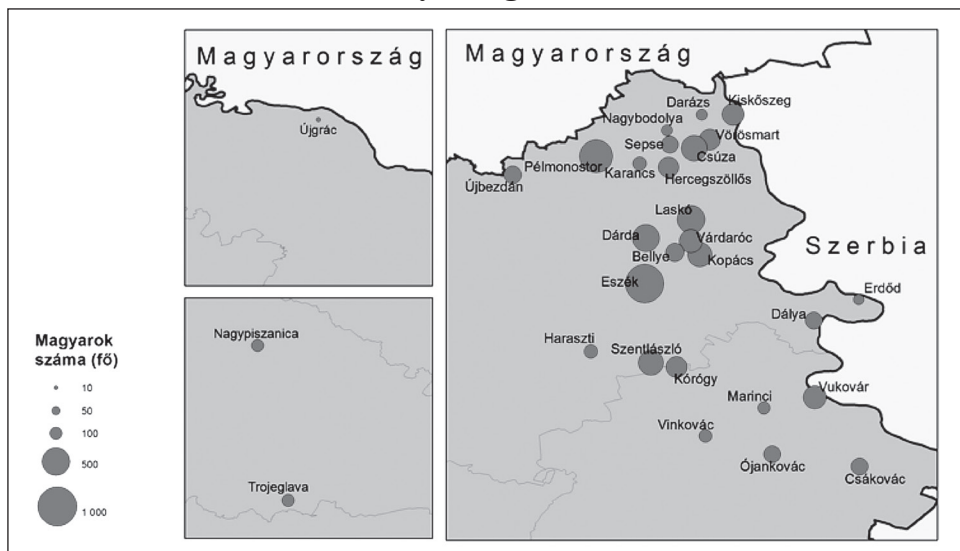 Magyarország
Újgrác
Nagypiszanica
Trojeglava
Magyarok
száma (fő)
10
50
100
500
1 000
Magyarország
Szerbia
Darázs
Kiskőszeg
Nagybodolya
Vörösmart
Sepse
Csúza
Pélmonostor
Karancs
Hercegszöllős
Újbezdán
Laskó
Dárda
Várdaróc
Bellye
Kopács
Eszék
Erdőd
Dálya
Haraszti
Szentlászló
Kórógy
Marinci
Vukovár
Vinkovác
Ójankovác
Csákovác